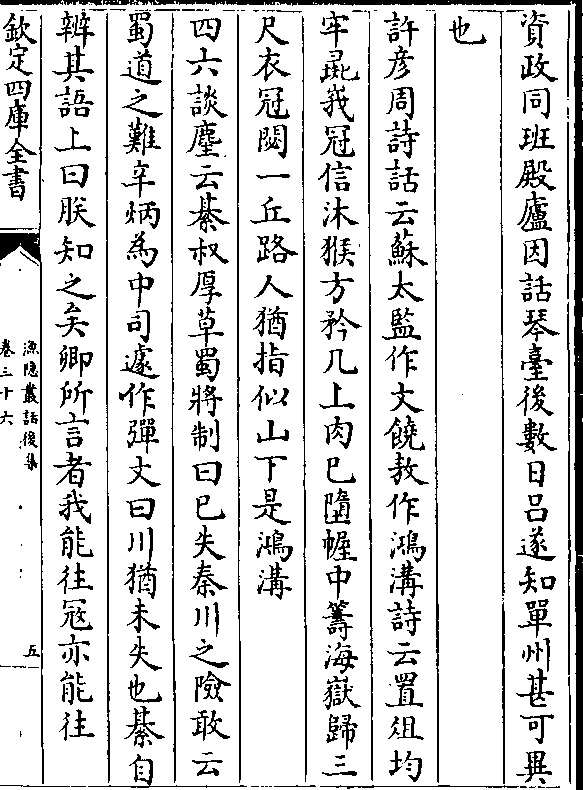 資政同班殿廬因話琴臺後數日呂遂知單州甚可異
也
許彦周詩話云蘇太監作文饒敖作鴻溝詩云置俎均
牢彘峩冠信沐猴方矜几上肉已墮幄中籌海嶽歸三
尺衣冠閟一丘路人猶指似山下是鴻溝
四六談麈云綦叔厚草蜀將制曰已失秦川之險敢云
蜀道之難辛炳為中司遽作彈文曰川猶未失也綦自
辨其語上曰朕知之矣卿所言者我能往冦亦能往
欽定四庫全書
漁隠叢話後集
卷三十六
五